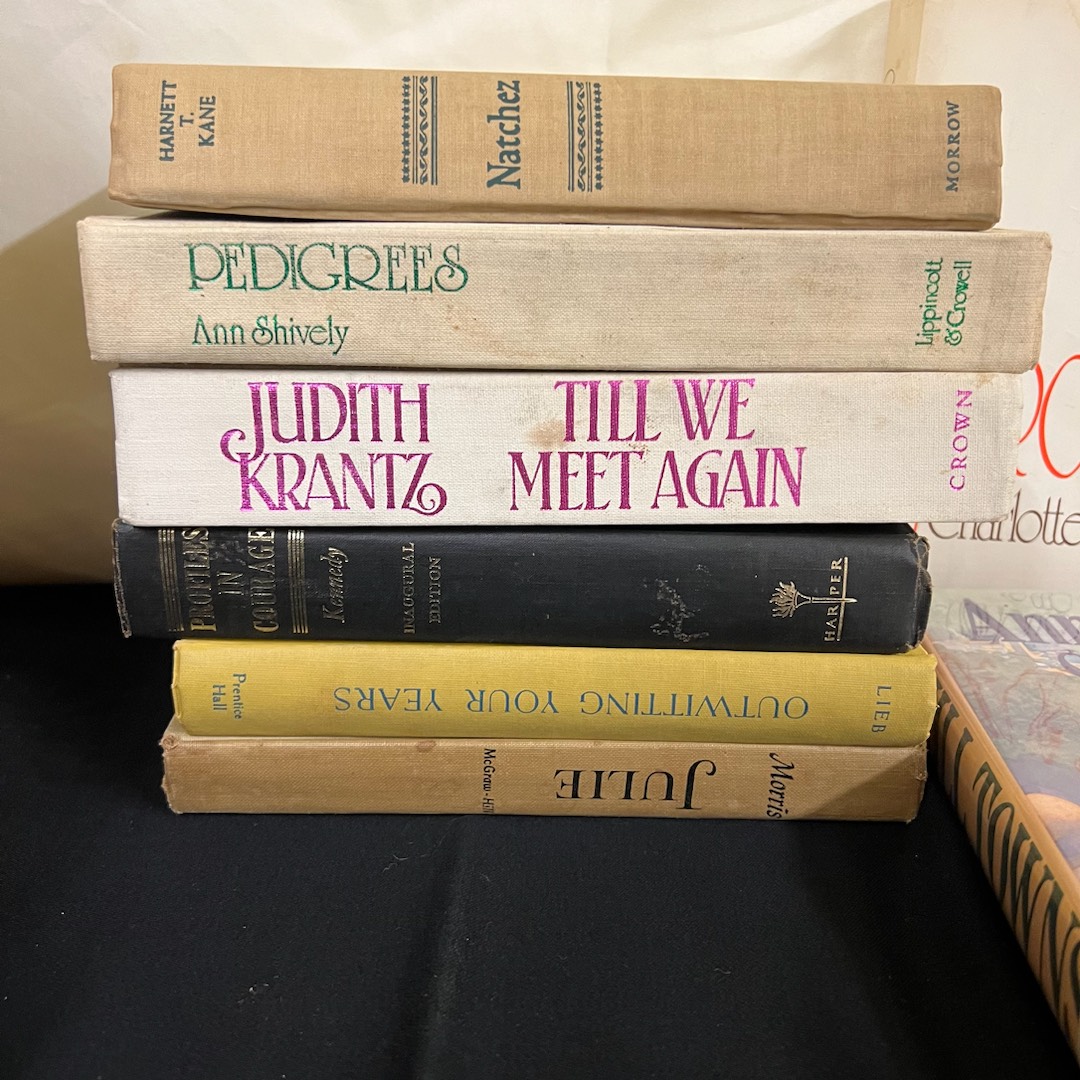 HARNETT
T.
KANE
Natchez
MORROW
PEDIGREES
Ann Shively
Lippincott
& Crowell
JUDITH
KRANTZ
TILL WE
MEET AGAIN
CROWN
PROFILES
IN
COURAGE
Kennedy
INAUGURAL
EDITION
HARPER
LIEB
OUTWITTING YOUR YEARS
Prentice
Hall
Morris
JULIE
McGraw-Hill
Charlotte
TOWNS